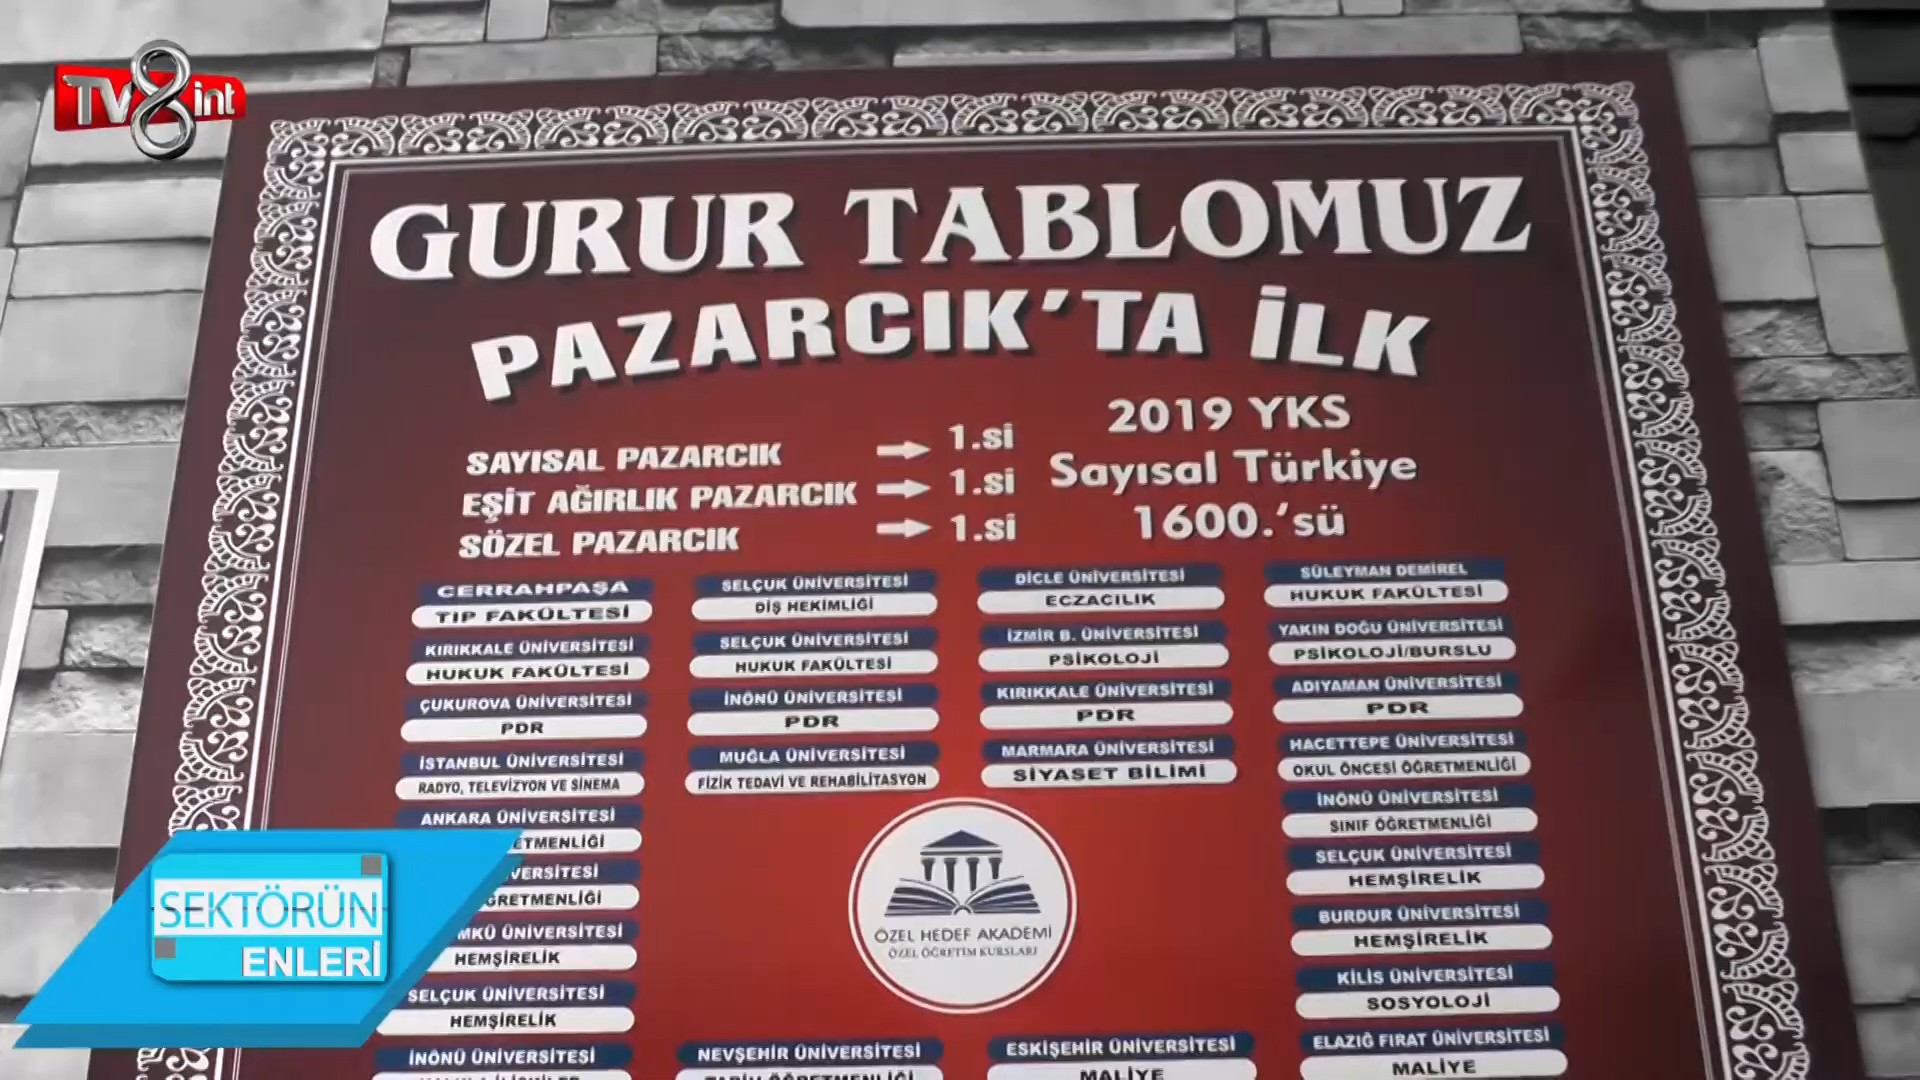 TV8int
GURUR TABLOMUZ
PAZARCIK'TA İLK
SAYISAL PAZARCIK 1.si
EŞİT AĞIRLIK PAZARCIK 1.si
SÖZEL PAZARCIK 1.si
2019 YKS
Sayısal Türkiye
1600.'sü
CERRAHPAŞA
TIP FAKÜLTESİ
KIRIKKALE ÜNİVERSİTESİ
HUKUK FAKÜLTESİ
ÇUKUROVA ÜNİVERSİTESİ
PDR
İSTANBUL ÜNİVERSİTESİ
RADYO, TELEVİZYON VE SİNEMA
ANKARA ÜNİVERSİTESİ
HEMŞİRELİK
SELÇUK ÜNİVERSİTESİ
HEMŞİRELİK
İNÖNÜ ÜNİVERSİTESİ
SELÇUK ÜNİVERSİTESİ
DİŞ HEKİMLİĞİ
SELÇUK ÜNİVERSİTESİ
HUKUK FAKÜLTESİ
İNÖNÜ ÜNİVERSİTESİ
PDR
MUĞLA ÜNİVERSİTESİ
FİZİK TEDAVİ VE REHABİLİTASYON
DİCLE ÜNİVERSİTESİ
ECZACILIK
İZMİR B. ÜNİVERSİTESİ
PSİKOLOJİ
KIRIKKALE ÜNİVERSİTESİ
PDR
MARMARA ÜNİVERSİTESİ
SİYASET BİLİMİ
SÜLEYMAN DEMİREL
HUKUK FAKÜLTESİ
YAKIN DOĞU ÜNİVERSİTESİ
PSİKOLOJİ/BURSLU
ADIYAMAN ÜNİVERSİTESİ
PDR
HACETTEPE ÜNİVERSİTESİ
OKUL ÖNCESİ ÖĞRETMENLİĞİ
İNÖNÜ ÜNİVERSİTESİ
SINIF ÖĞRETMENLİĞİ
SELÇUK ÜNİVERSİTESİ
HEMŞİRELİK
BURDUR ÜNİVERSİTESİ
HEMŞİRELİK
KİLİS ÜNİVERSİTESİ
SOSYOLOJİ
ELAZIĞ FIRAT ÜNİVERSİTESİ
MALİYE
ÖZEL HEDEF AKADEMİ
ÖZEL ÖĞRETİM KURSLARI
NEVŞEHİR ÜNİVERSİTESİ
TARİH ÖĞRETMENLİĞİ
ESKİŞEHİR ÜNİVERSİTESİ
MALİYE
SEKTÖRÜN
ENLERİ